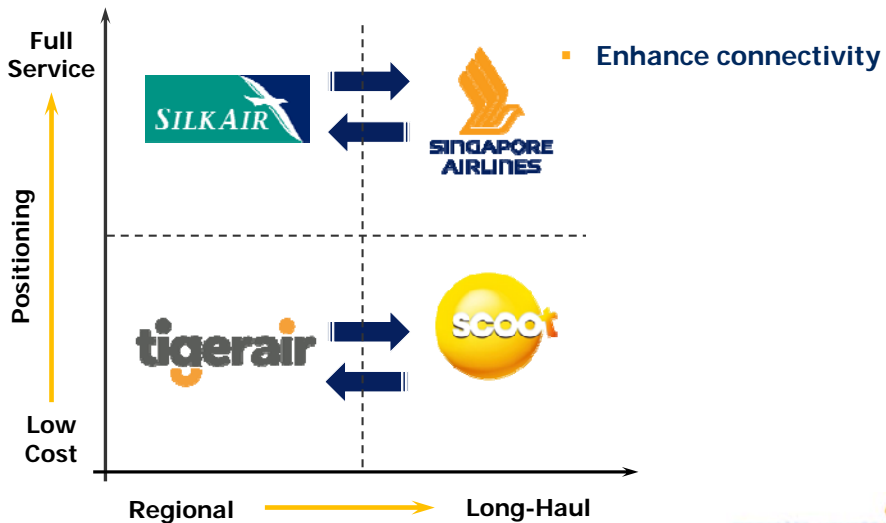 Full
Service
SILKAIR
SINGAPORE
AIRLINES
▪ Enhance connectivity
Positioning
tigerair
scoot
Low
Cost
Regional
Long-Haul